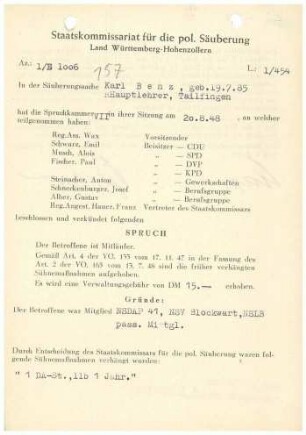 Staatskommissariat für die pol. Säuberung
Land Württemberg-Hohenzollern
Az.: 1/II 1006
157
L: 1/454
In der Säuberungssache Karl Benz, geb. 19.7.85
Hauptlehrer, Tailfingen
hat die Spruchkammer VII in ihrer Sitzung am 20.8.48, an welcher
teilgenommen haben:
Reg.Ass. Wax Vorsitzender
Schwarz, Emil Beisitzer — CDU
Musch, Alois „ — SPD
Fischer, Paul „ — DVP
„ — KPD
Steinacher, Anton „ — Gewerkschaften
Schneckenburger, Josef „ — Berufsgruppe
Alber, Gustav „ — Berufsgruppe
Reg.Angest. Hauer, Franz Vertreter des Staatskommissars
beschlossen und verkündet folgenden
SPRUCH
Der Betroffene ist Mitläufer.
Gemäß Art. 4 der VO. 133 vom 17. 11. 47 in der Fassung des
Art. 2 der VO. 165 vom 15. 7. 48 sind die früher verhängten
Sühnemaßnahmen aufgehoben.
Es wird eine Verwaltungsgebühr von DM 15.— erhoben.
Gründe:
Der Betroffene war Mitglied NSDAP 41, NSV Blockwart, NSLB
pass. Mitgl.
Durch Entscheidung des Staatskommissars für die pol. Säuberung waren fol-
gende Sühnemaßnahmen verhängt worden:
" 1 DA-St., llb 1 Jahr."